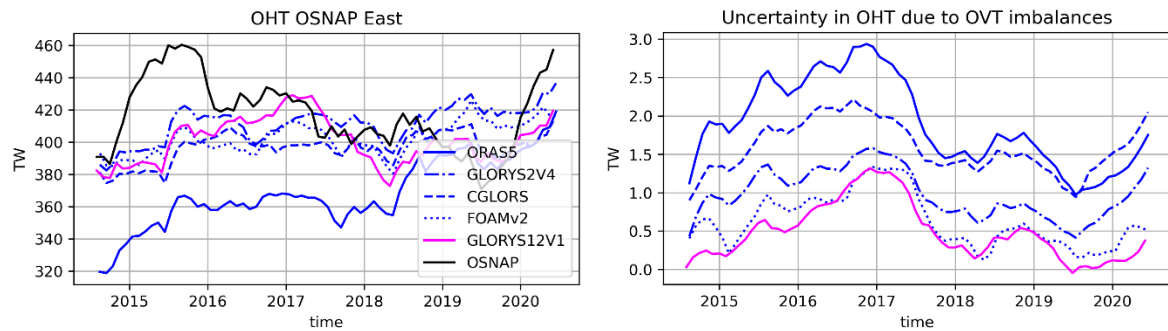 OHT OSNAP East
TW
460
440
420
400
380
360
340
320
ORAS5
GLORYS2V4
CGLORS
FOAMv2
GLORYS12V1
OSNAP
2015 2016 2017 2018 2019 2020
time
Uncertainty in OHT due to OVT imbalances
TW
3.0
2.5
2.0
1.5
1.0
0.5
0.0
2015 2016 2017 2018 2019 2020
time